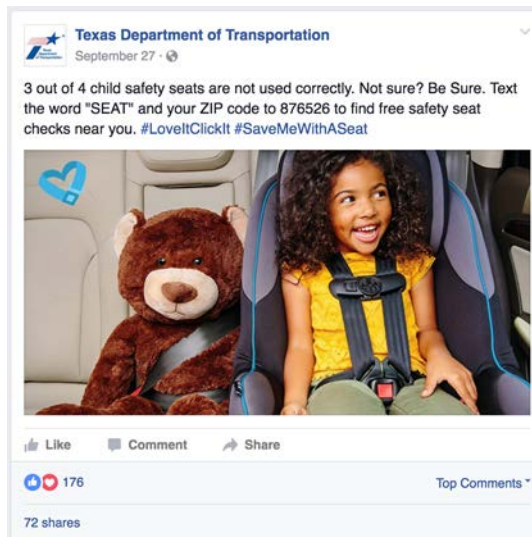 Texas Department of Transportation
September 27
3 out of 4 child safety seats are not used correctly. Not sure? Be Sure. Text
the word "SEAT" and your ZIP code to 876526 to find free safety seat
checks near you. #LoveItClickIt #SaveMeWithASeat
Like Comment Share
176 Top Comments
72 shares